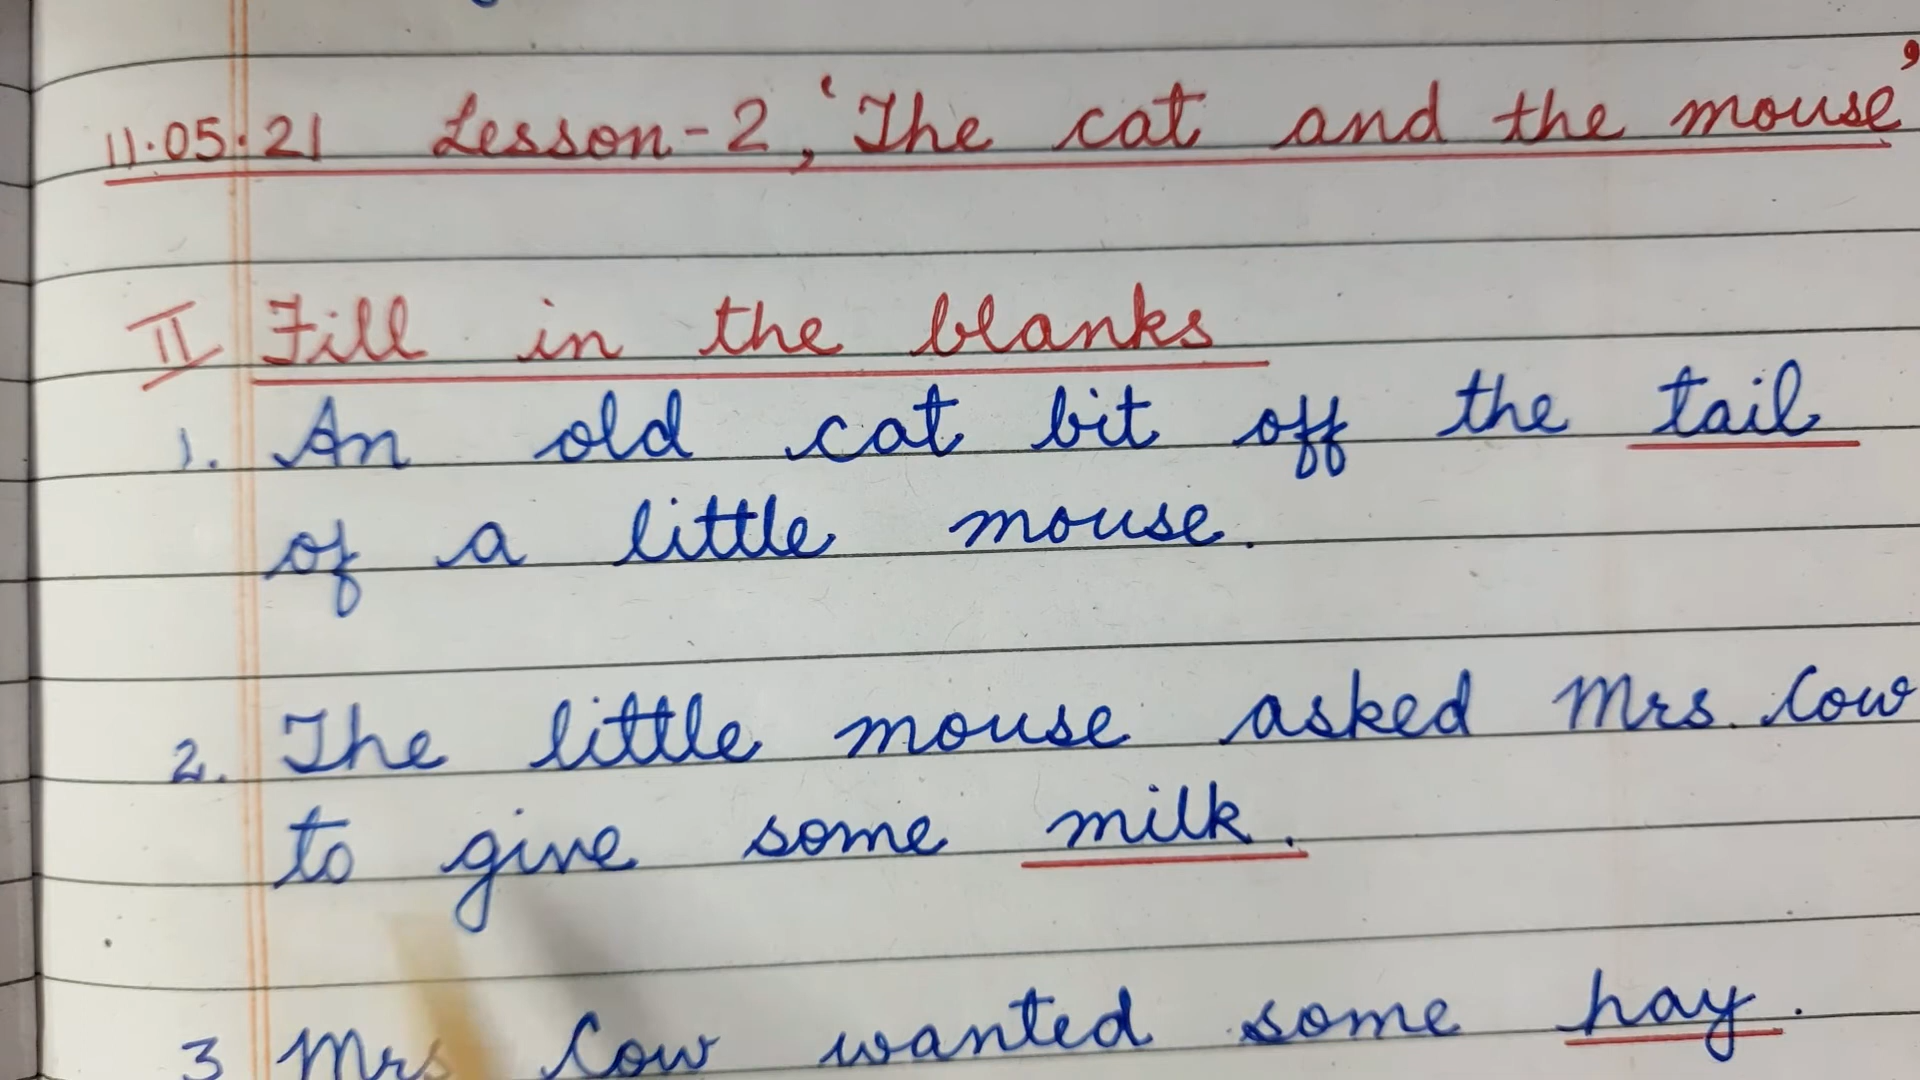 11.05.21 Lesson-2, 'The cat and the mouse'
II Fill in the blanks
1. An old cat bit off the tail
of a little mouse.
2. The little mouse asked Mrs. Cow
to give some milk.
3 Mrs Cow wanted some hay.